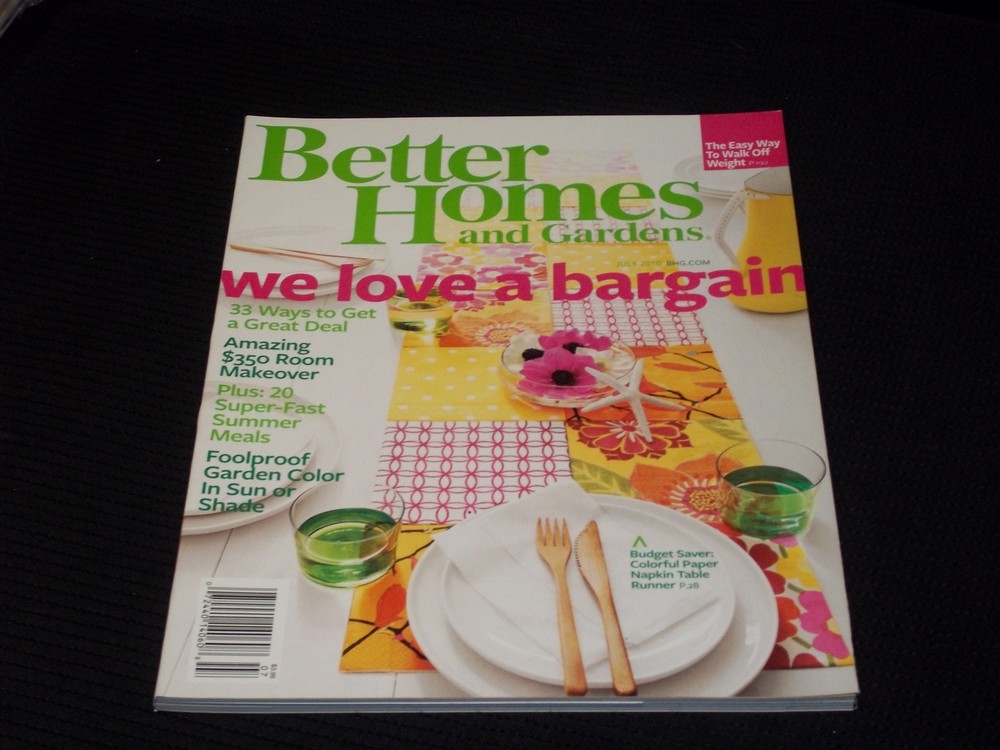 Better
Homes
and Gardens
The Easy Way
To Walk Off
Weight
JULY 2010 BHG.COM
we love a bargain
33 Ways to Get
a Great Deal
Amazing
$350 Room
Makeover
Plus: 20
Super-Fast
Summer
Meals
Foolproof
Garden Color
In Sun or
Shade
^
Budget Saver:
Colorful Paper
Napkin Table
Runner P.28
07